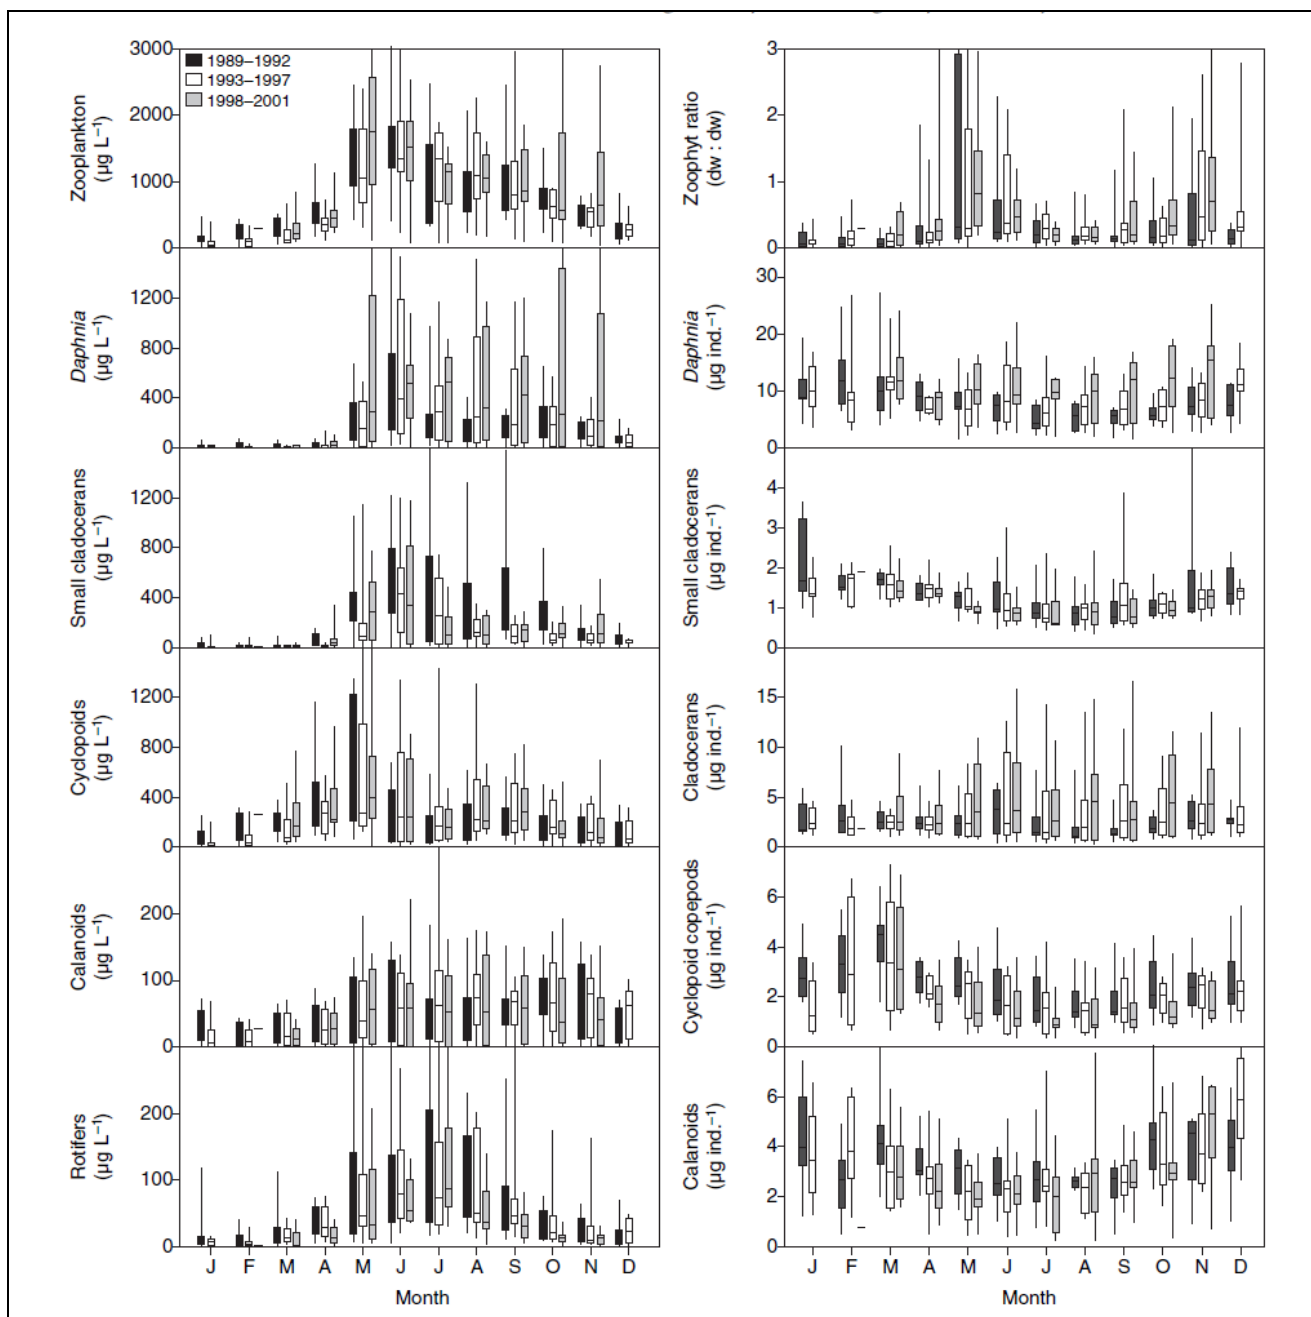 3000
2000
1000
0
Zooplankton
(µg L⁻¹)
1989–1992
1993–1997
1998–2001
1200
800
400
0
Daphnia
(µg L⁻¹)
1200
800
400
0
Small cladocerans
(µg L⁻¹)
1200
800
400
0
Cyclopoids
(µg L⁻¹)
200
100
0
Calanoids
(µg L⁻¹)
200
100
0
Rotifers
(µg L⁻¹)
J F M A M J J A S O N D
Month
3
2
1
0
Zoophyt ratio
(dw : dw)
30
20
10
0
Daphnia
(µg ind.⁻¹)
4
3
2
1
0
Small cladocerans
(µg ind.⁻¹)
15
10
5
0
Cladocerans
(µg ind.⁻¹)
6
4
2
0
Cyclopoid copepods
(µg ind.⁻¹)
6
4
2
0
Calanoids
(µg ind.⁻¹)
J F M A M J J A S O N D
Month